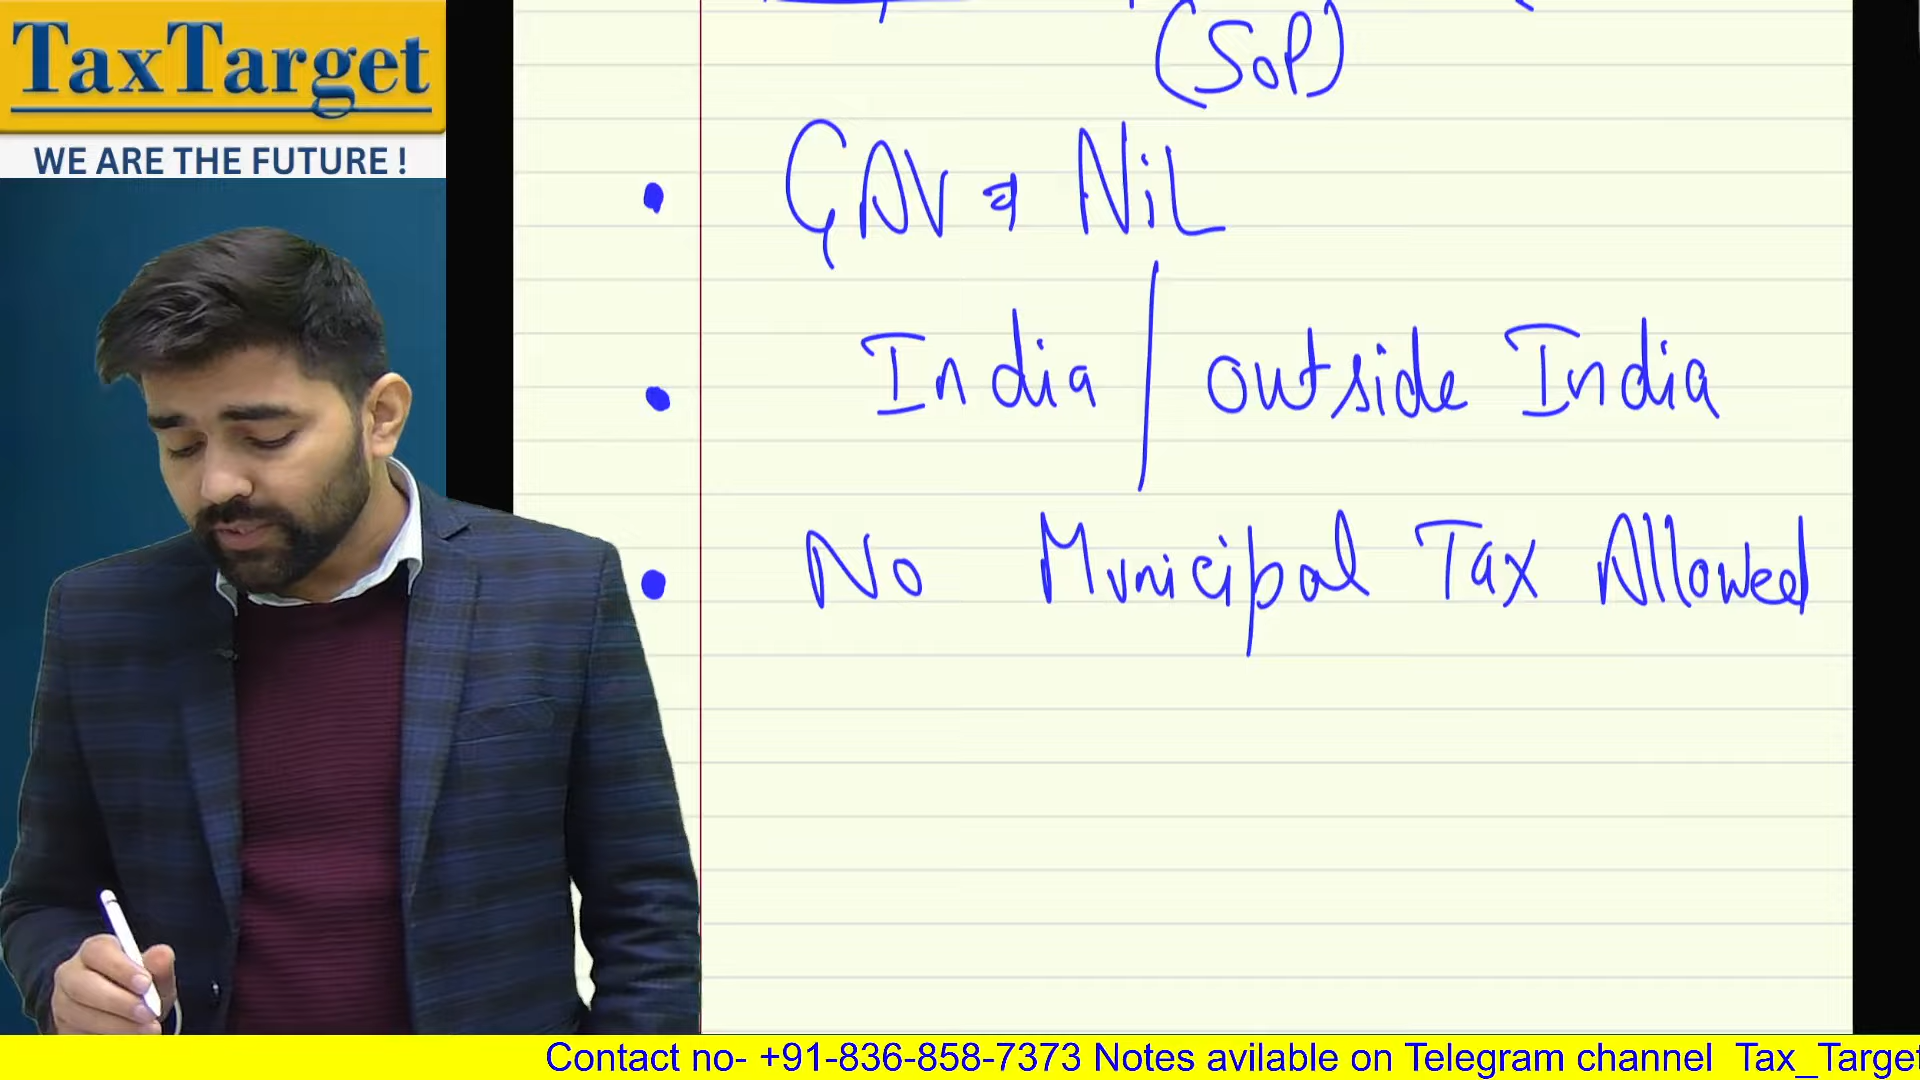 TaxTarget
WE ARE THE FUTURE !
(SOP)
• GAV Nil
• India / outside India
• No Municipal Tax Allowed
Contact no- +91-836-858-7373 Notes avilable on Telegram channel Tax_Targe